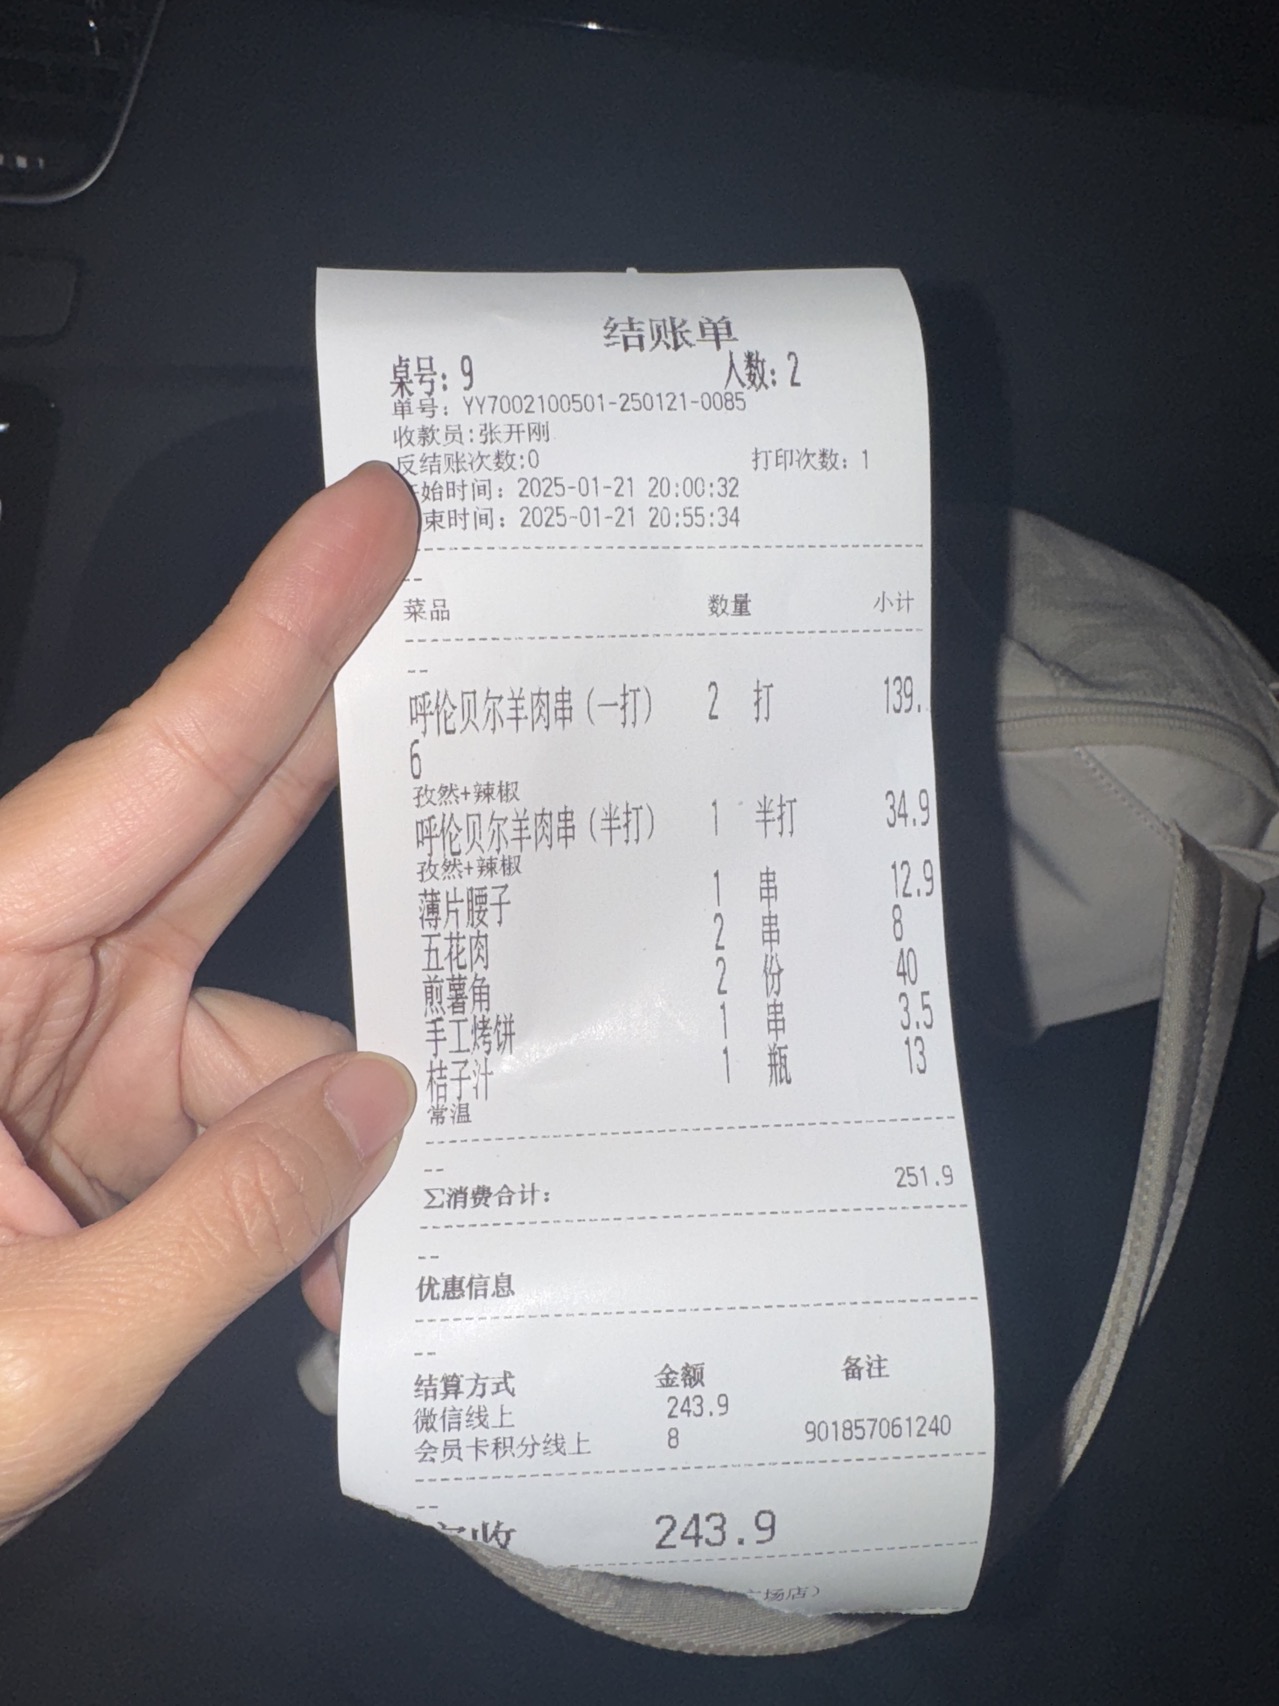 结账单
桌号: 9 人数: 2
单号: YY7002100501-250121-0085
收款员:张开刚
反结账次数:0 打印次数: 1
始时间: 2025-01-21 20:00:32
束时间: 2025-01-21 20:55:34
--
菜品 数量 小计
--
呼伦贝尔羊肉串(一打) 2 打 139.
6
孜然+辣椒
呼伦贝尔羊肉串(半打) 1 半打 34.9
孜然+辣椒
薄片腰子 1 串 12.9
五花肉 2 串 8
煎薯角 2 份 40
手工烤饼 1 串 3.5
桔子汁 1 瓶 13
常温
--
∑消费合计: 251.9
--
优惠信息
--
结算方式 金额 备注
微信线上 243.9
会员卡积分线上 8 901857061240
--
收 243.9
场店)